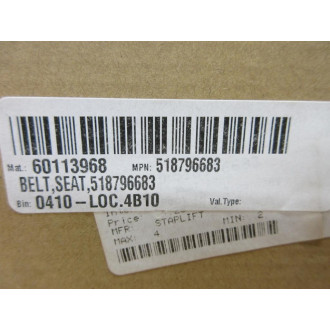 Mat.: 60113968 MPN: 518796683
BELT,SEAT,518796683
Bin: 0410-LOC.4B10 Val.Type:
Price
MFR: STAPLIFT MIN: 2
MAX: 4